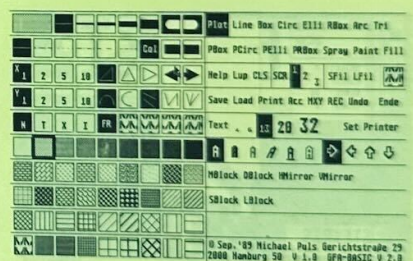 Plot Line Box Circ Elli RBox Arc Tri
Col PBox PCirc PElli PRBox Spray Paint Fill
X 1 2 5 10 Help Lup CLS SCR L 2 SFil LFil
Y 1 2 5 10 Save Load Print Acc MXY REC Undo Ende
N T X I FR Text 13 20 32 Set Printer
A A A A A A
MBlock OBlock HMirror VMirror
SBlock LBlock
© Sep.'89 Michael Puls Gerichtstraße 29
2000 Hamburg 50 V 1.0 GFA-BASIC V 2.0